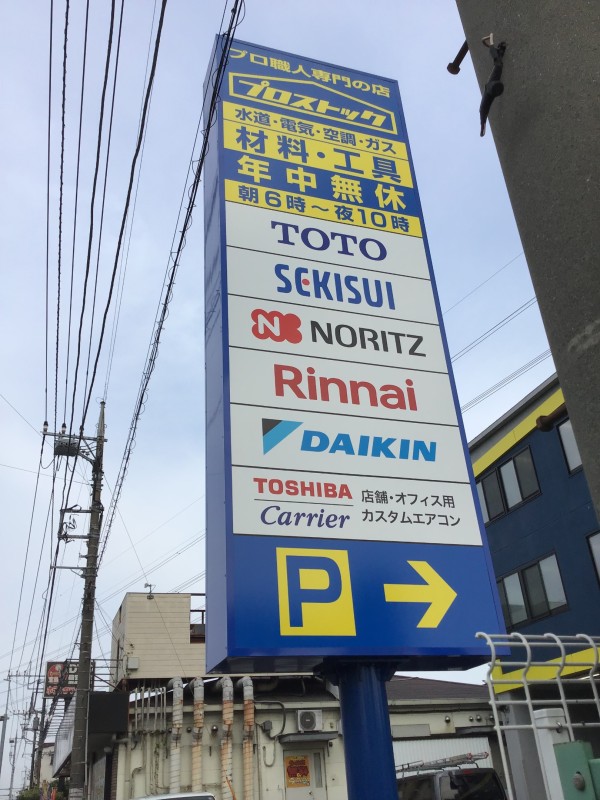 プロ職人専門の店
プロストック
水道・電気・空調・ガス
材料・工具
年中無休
朝6時～夜10時
TOTO
SEKISUI
N NORITZ
Rinnai
DAIKIN
TOSHIBA
Carrier
店舗・オフィス用
カスタムエアコン
P →